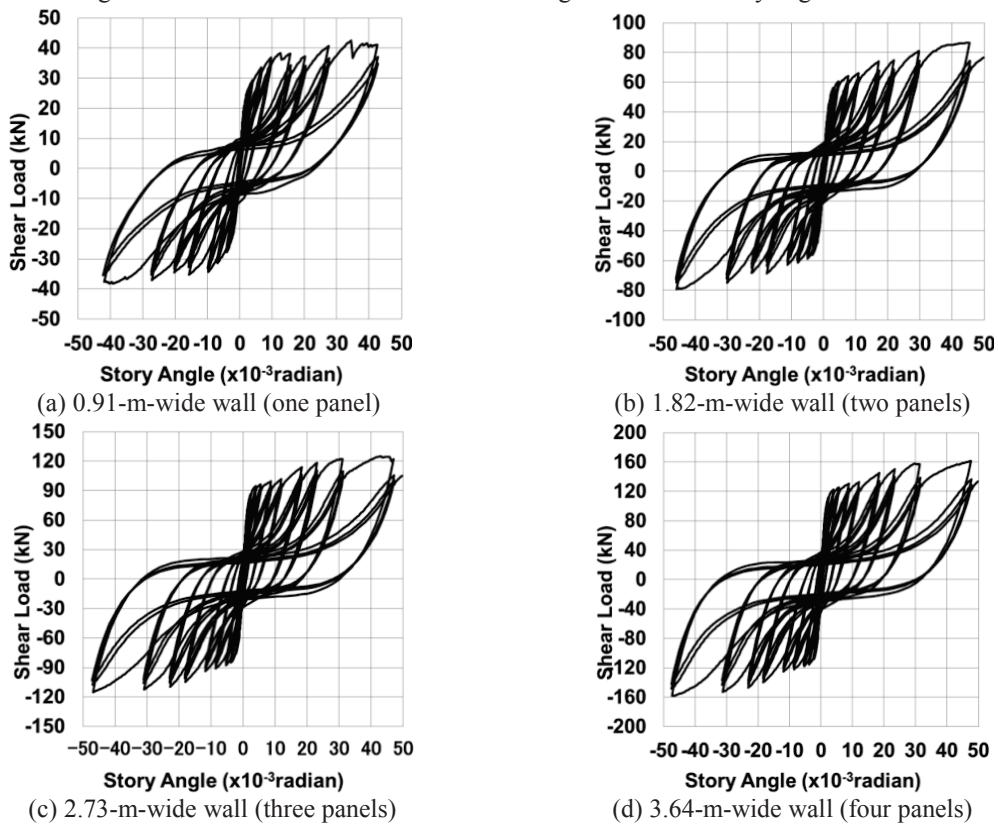 50
40
30
20
10
0
-10
-20
-30
-40
-50
Shear Load (kN)
-50 -40 -30 -20 -10 0 10 20 30 40 50
Story Angle (x10-3radian)
(a) 0.91-m-wide wall (one panel)
100
80
60
40
20
0
-20
-40
-60
-80
-100
Shear Load (kN)
-50 -40 -30 -20 -10 0 10 20 30 40 50
Story Angle (x10-3radian)
(b) 1.82-m-wide wall (two panels)
150
120
90
60
30
0
-30
-60
-90
-120
-150
Shear Load (kN)
−50−40−30−20−10 0 10 20 30 40 50
Story Angle (x10-3radian)
(c) 2.73-m-wide wall (three panels)
200
160
120
80
40
0
-40
-80
-120
-160
-200
Shear Load (kN)
-50 -40 -30 -20 -10 0 10 20 30 40 50
Story Angle (x10-3radian)
(d) 3.64-m-wide wall (four panels)